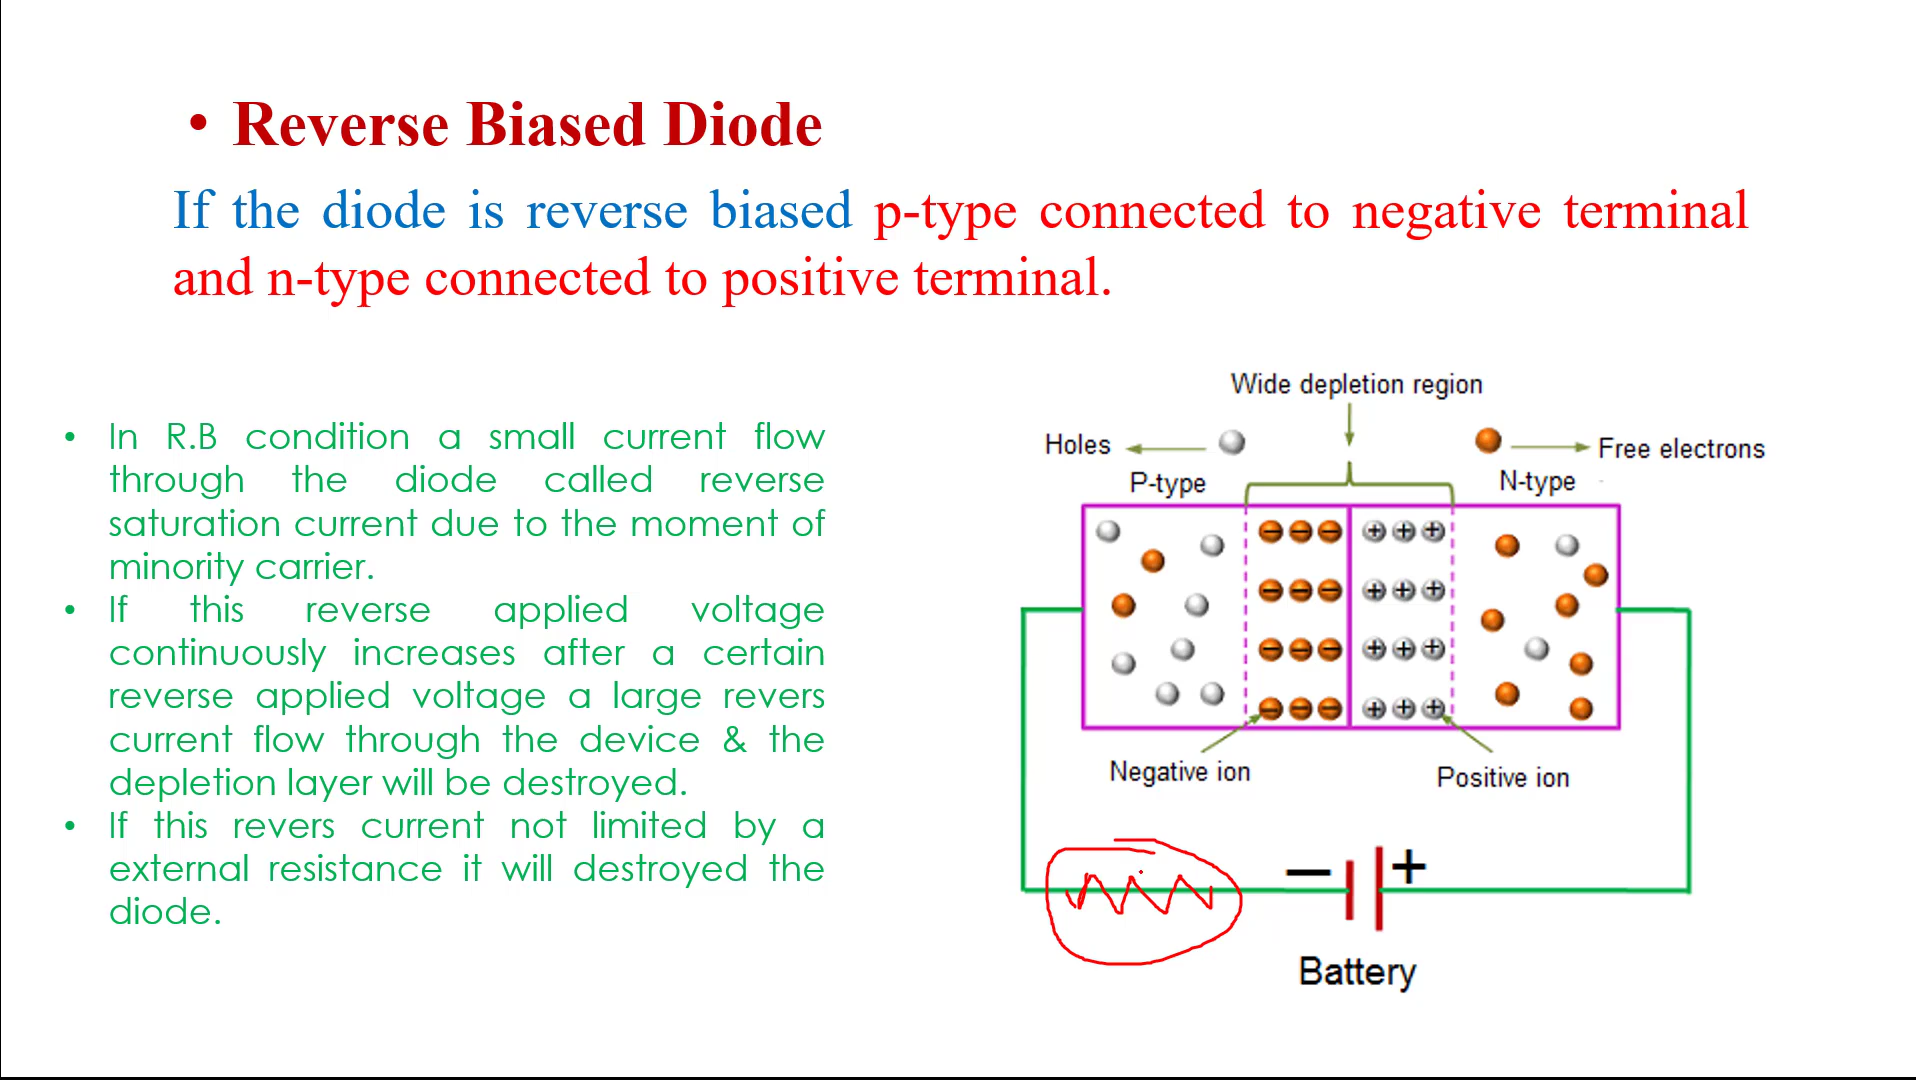 • Reverse Biased Diode
If the diode is reverse biased p-type connected to negative terminal
and n-type connected to positive terminal.
• In R.B condition a small current flow
through the diode called reverse
saturation current due to the moment of
minority carrier.
• If this reverse applied voltage
continuously increases after a certain
reverse applied voltage a large revers
current flow through the device & the
depletion layer will be destroyed.
• If this revers current not limited by a
external resistance it will destroyed the
diode.
Wide depletion region
Holes
Free electrons
P-type
N-type
Negative ion
Positive ion
− +
Battery